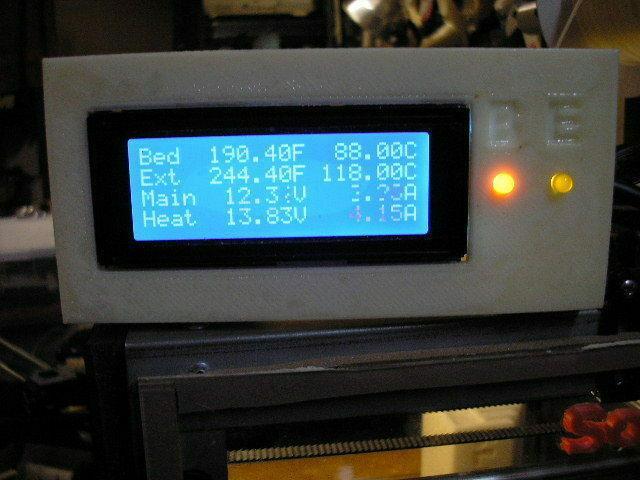 B E
Bed 190.40F 88.00C
Ext 244.40F 118.00C
Main
Heat 13.83V 4.15A